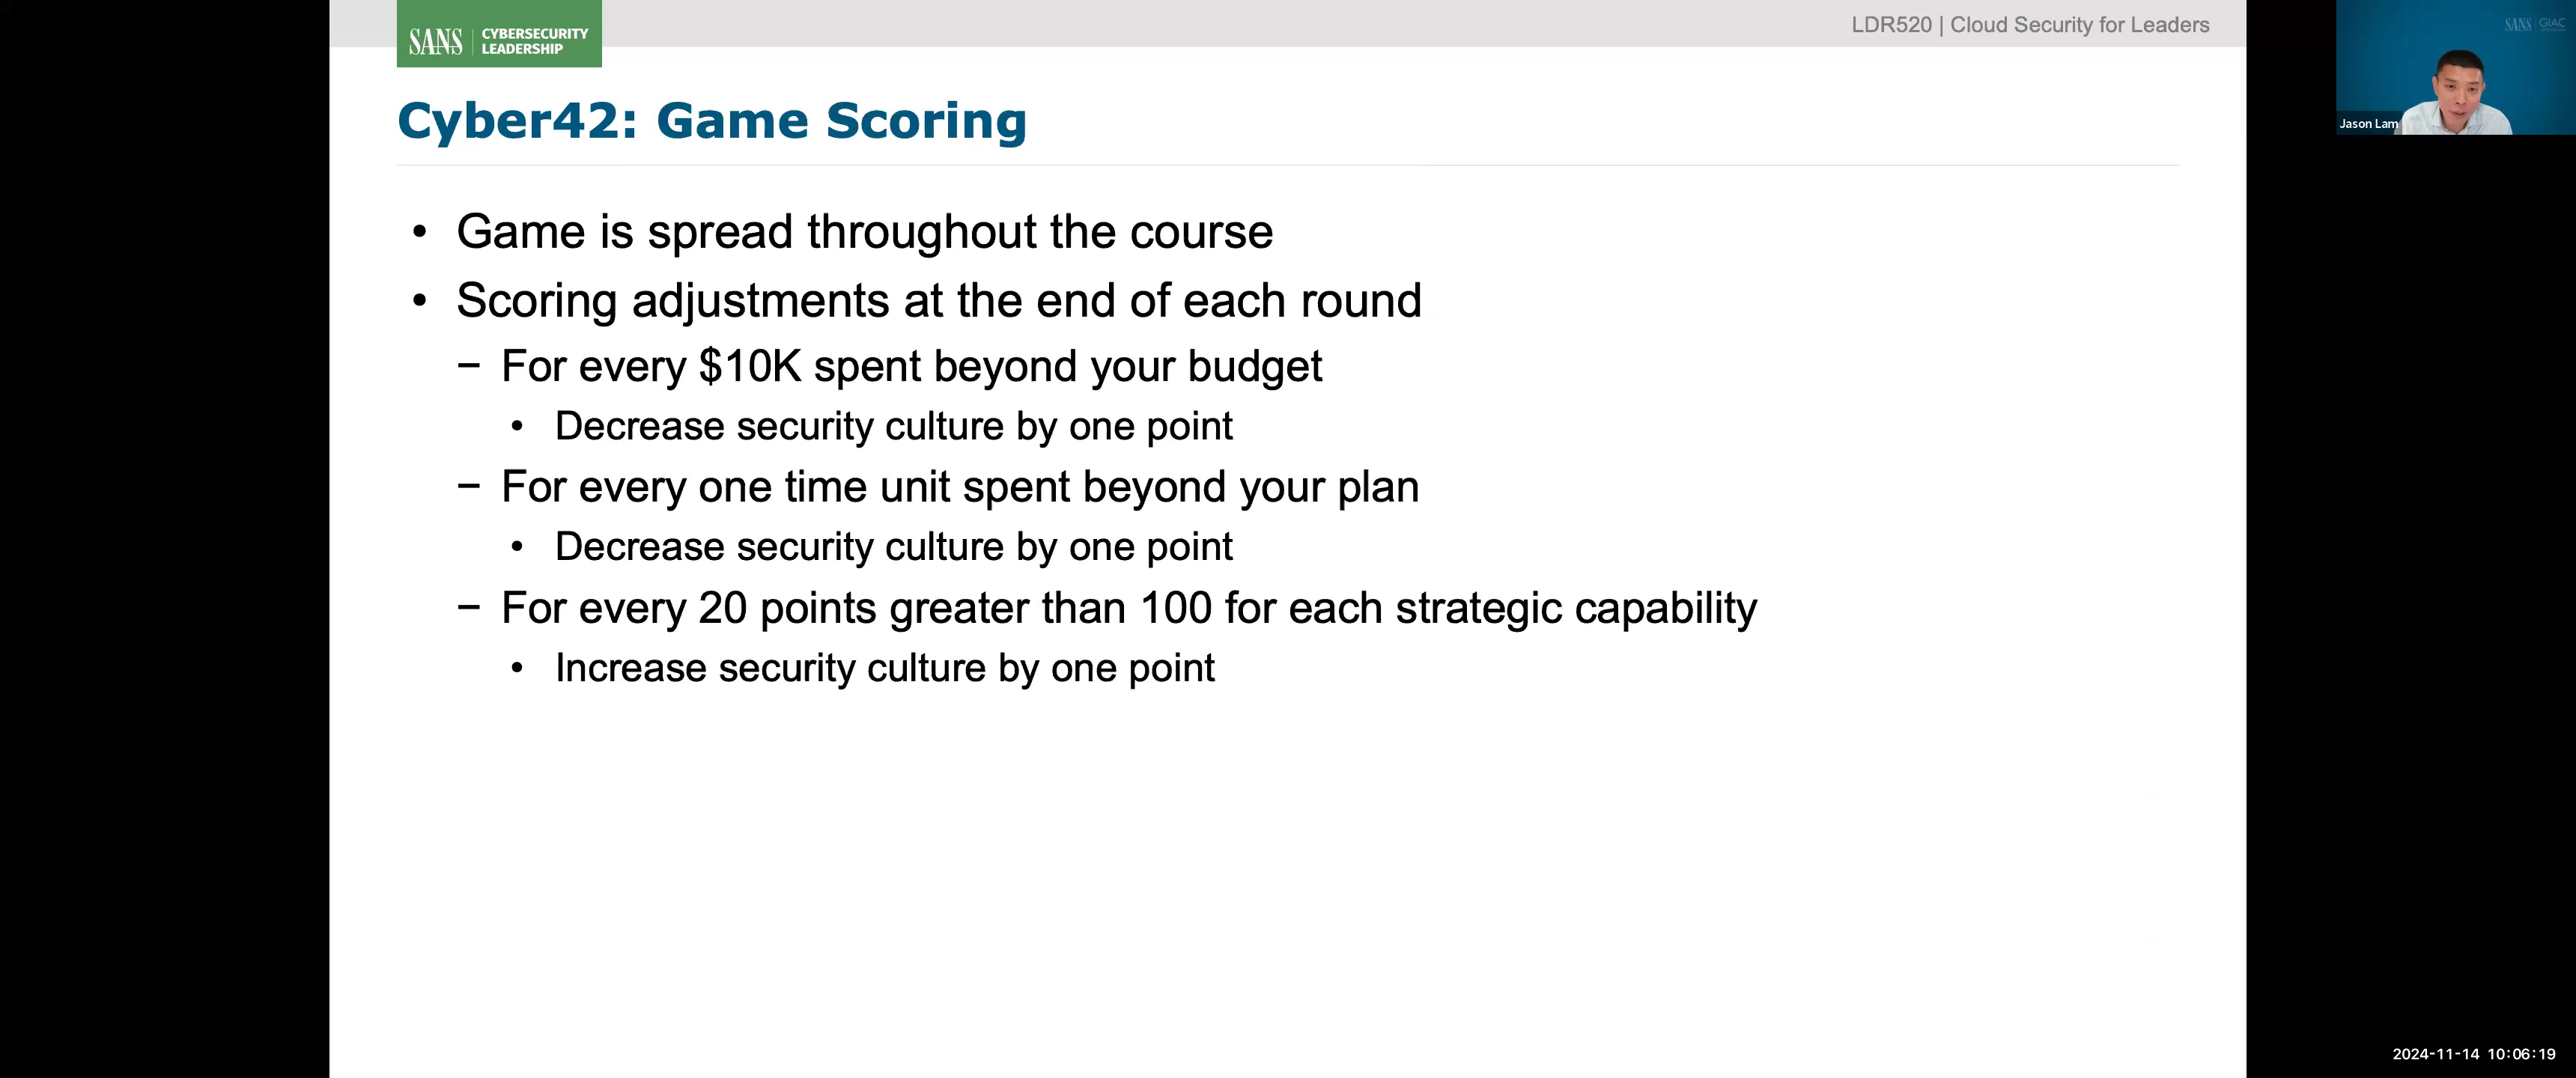 SANS | CYBERSECURITY
LEADERSHIP
LDR520 | Cloud Security for Leaders
SANS | GIAC
Jason Lam
Cyber42: Game Scoring
• Game is spread throughout the course
• Scoring adjustments at the end of each round
− For every $10K spent beyond your budget
• Decrease security culture by one point
− For every one time unit spent beyond your plan
• Decrease security culture by one point
− For every 20 points greater than 100 for each strategic capability
• Increase security culture by one point
2024-11-14 10:06:19